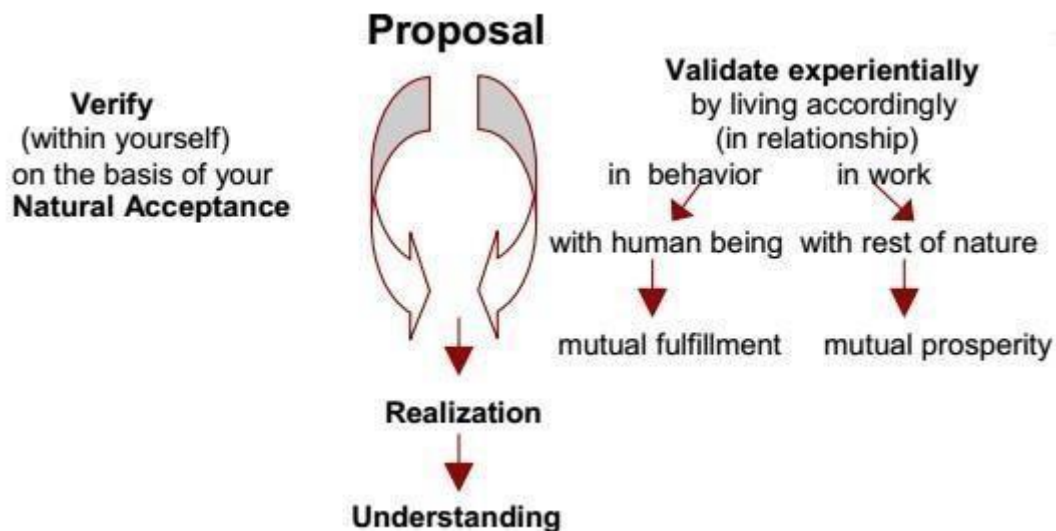 Proposal
Verify
(within yourself)
on the basis of your
Natural Acceptance
Validate experientially
by living accordingly
(in relationship)
in behavior in work
with human being with rest of nature
mutual fulfillment mutual prosperity
Realization
Understanding